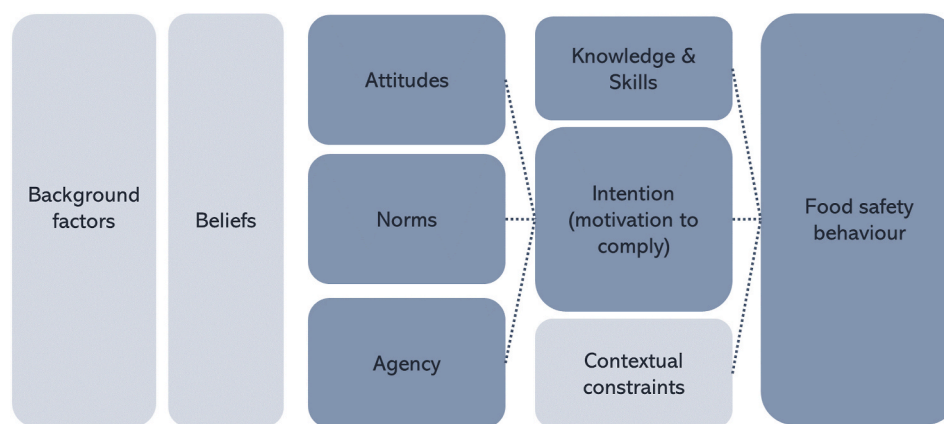 Background
factors
Beliefs
Attitudes
Norms
Agency
Knowledge &
Skills
Intention
(motivation to
comply)
Contextual
constraints
Food safety
behaviour